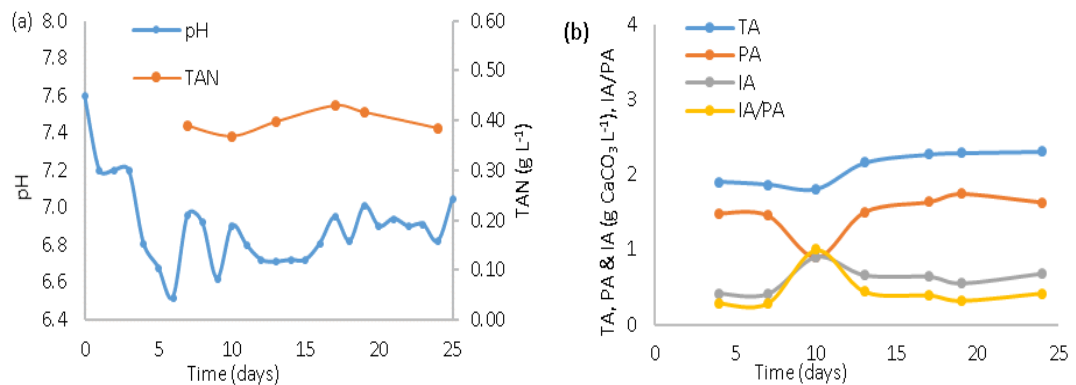 (a)
8.0
7.8
7.6
7.4
7.2
7.0
6.8
6.6
6.4
pH
pH
TAN
0.60
0.50
0.40
0.30
0.20
0.10
0.00
TAN (g L⁻¹)
0 5 10 15 20 25
Time (days)
(b)
4
3
2
1
0
TA, PA & IA (g CaCO₃ L⁻¹), IA/PA
TA
PA
IA
IA/PA
0 5 10 15 20 25
Time (days)